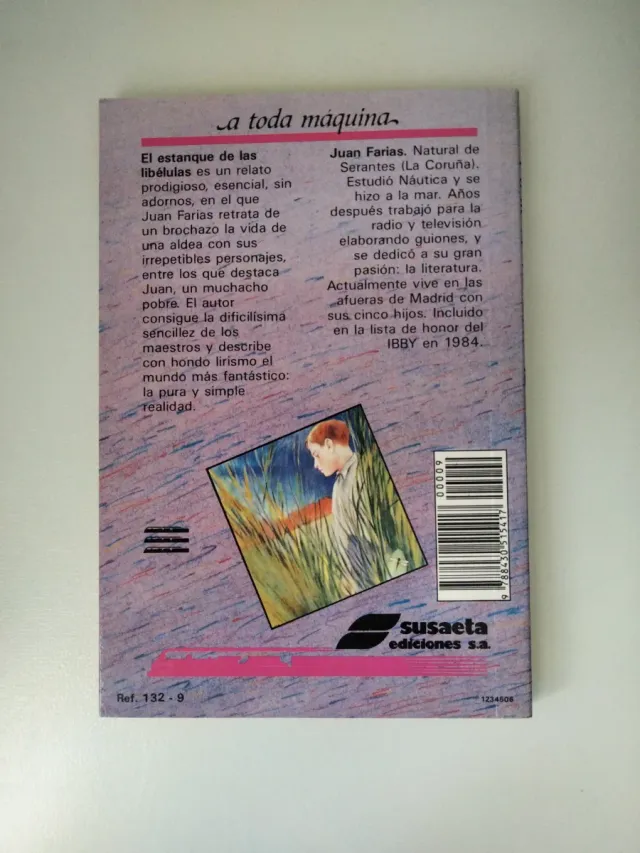 a toda máquina
El estanque de las
libélulas es un relato
prodigioso, esencial, sin
adornos, en el que
Juan Farias retrata de
un brochazo la vida de
una aldea con sus
irrepetibles personajes,
entre los que destaca
Juan, un muchacho
pobre. El autor
consigue la dificilísima
sencillez de los
maestros y describe
con hondo lirismo el
mundo más fantástico:
la pura y simple
realidad.
Juan Farias. Natural de
Serantes (La Coruña).
Estudió Náutica y se
hizo a la mar. Años
después trabajó para la
radio y televisión
elaborando guiones, y
se dedicó a su gran
pasión: la literatura.
Actualmente vive en las
afueras de Madrid con
sus cinco hijos. Incluido
en la lista de honor del
IBBY en 1984.
00009
9 788430 515417
susaeta
ediciones s.a.
Ref. 132 - 9